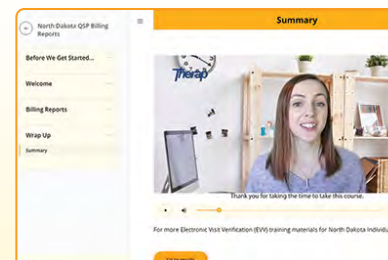 North Dakota QSP Billing
Reports
Before We Get Started...
Welcome
Billing Reports
Wrap Up
Summary
Summary
Therap
Thank you for taking the time to take this course.
For more Electronic Visit Verification (EVV) training materials for North Dakota Individu